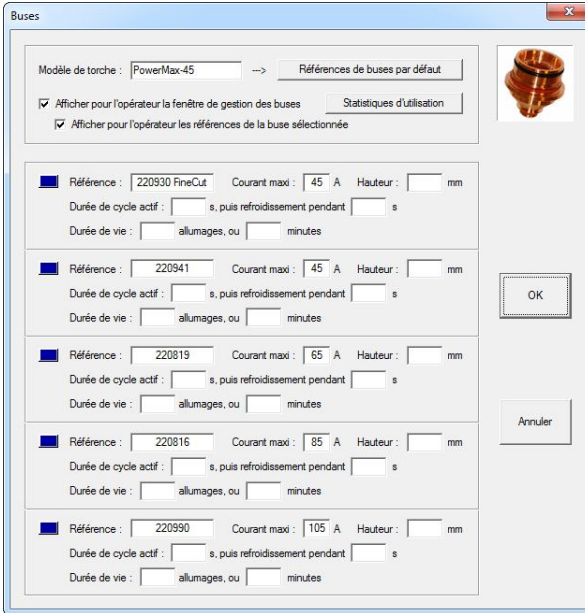 Buses
Modèle de torche : PowerMax-45 ---> Références de buses par défaut
Afficher pour l'opérateur la fenêtre de gestion des buses Statistiques d'utilisation
Afficher pour l'opérateur les références de la buse sélectionnée
Référence : 220930 FineCut Courant maxi : 45 A Hauteur : mm
Durée de cycle actif : s, puis refroidissement pendant s
Durée de vie : allumages, ou minutes
Référence : 220941 Courant maxi : 45 A Hauteur : mm
Durée de cycle actif : s, puis refroidissement pendant s
Durée de vie : allumages, ou minutes
OK
Référence : 220819 Courant maxi : 65 A Hauteur : mm
Durée de cycle actif : s, puis refroidissement pendant s
Durée de vie : allumages, ou minutes
Annuler
Référence : 220816 Courant maxi : 85 A Hauteur : mm
Durée de cycle actif : s, puis refroidissement pendant s
Durée de vie : allumages, ou minutes
Référence : 220990 Courant maxi : 105 A Hauteur : mm
Durée de cycle actif : s, puis refroidissement pendant s
Durée de vie : allumages, ou minutes